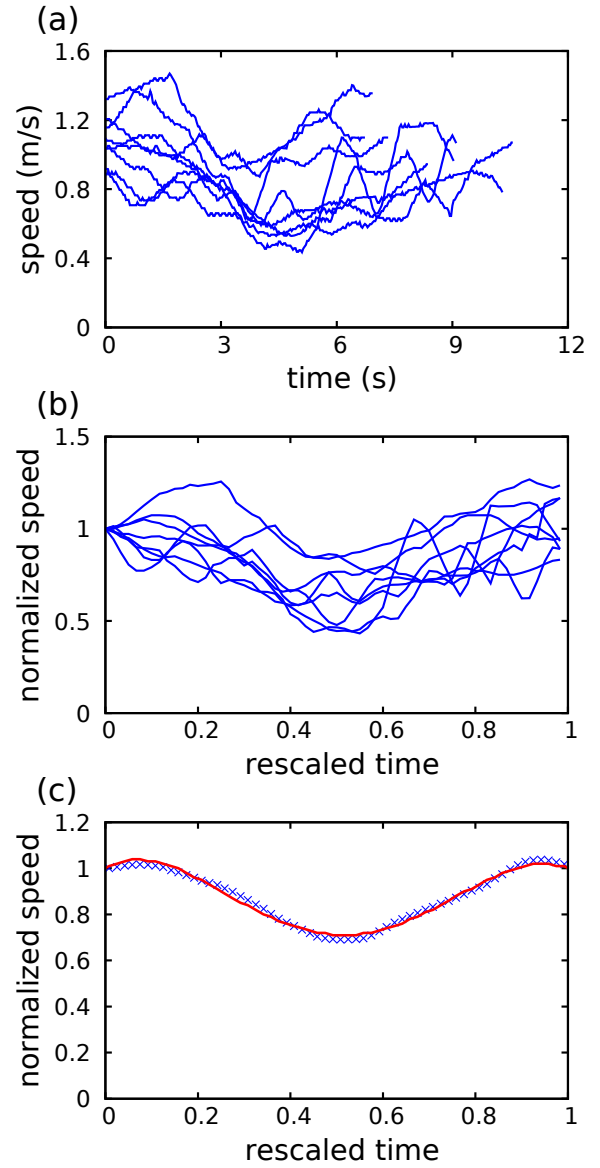 (a)
1.6
1.2
0.8
0.4
0
speed (m/s)
0 3 6 9 12
time (s)
(b)
1.5
1
0.5
0
normalized speed
0 0.2 0.4 0.6 0.8 1
rescaled time
(c)
1.2
1
0.8
0.6
0.4
0.2
0
normalized speed
0 0.2 0.4 0.6 0.8 1
rescaled time